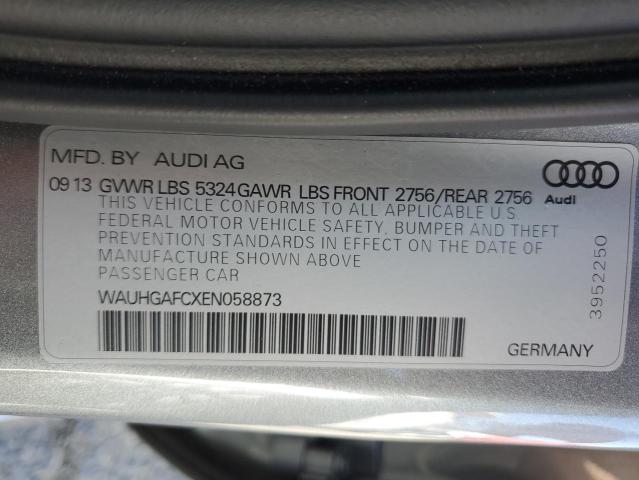 MFD. BY AUDI AG
09 13 GVWR LBS 5324 GAWR LBS FRONT 2756/REAR 2756
THIS VEHICLE CONFORMS TO ALL APPLICABLE U.S.
FEDERAL MOTOR VEHICLE SAFETY, BUMPER AND THEFT
PREVENTION STANDARDS IN EFFECT ON THE DATE OF
MANUFACTURE SHOWN ABOVE
PASSENGER CAR
WAUHGAFCXEN058873
GERMANY
Audi
3952250